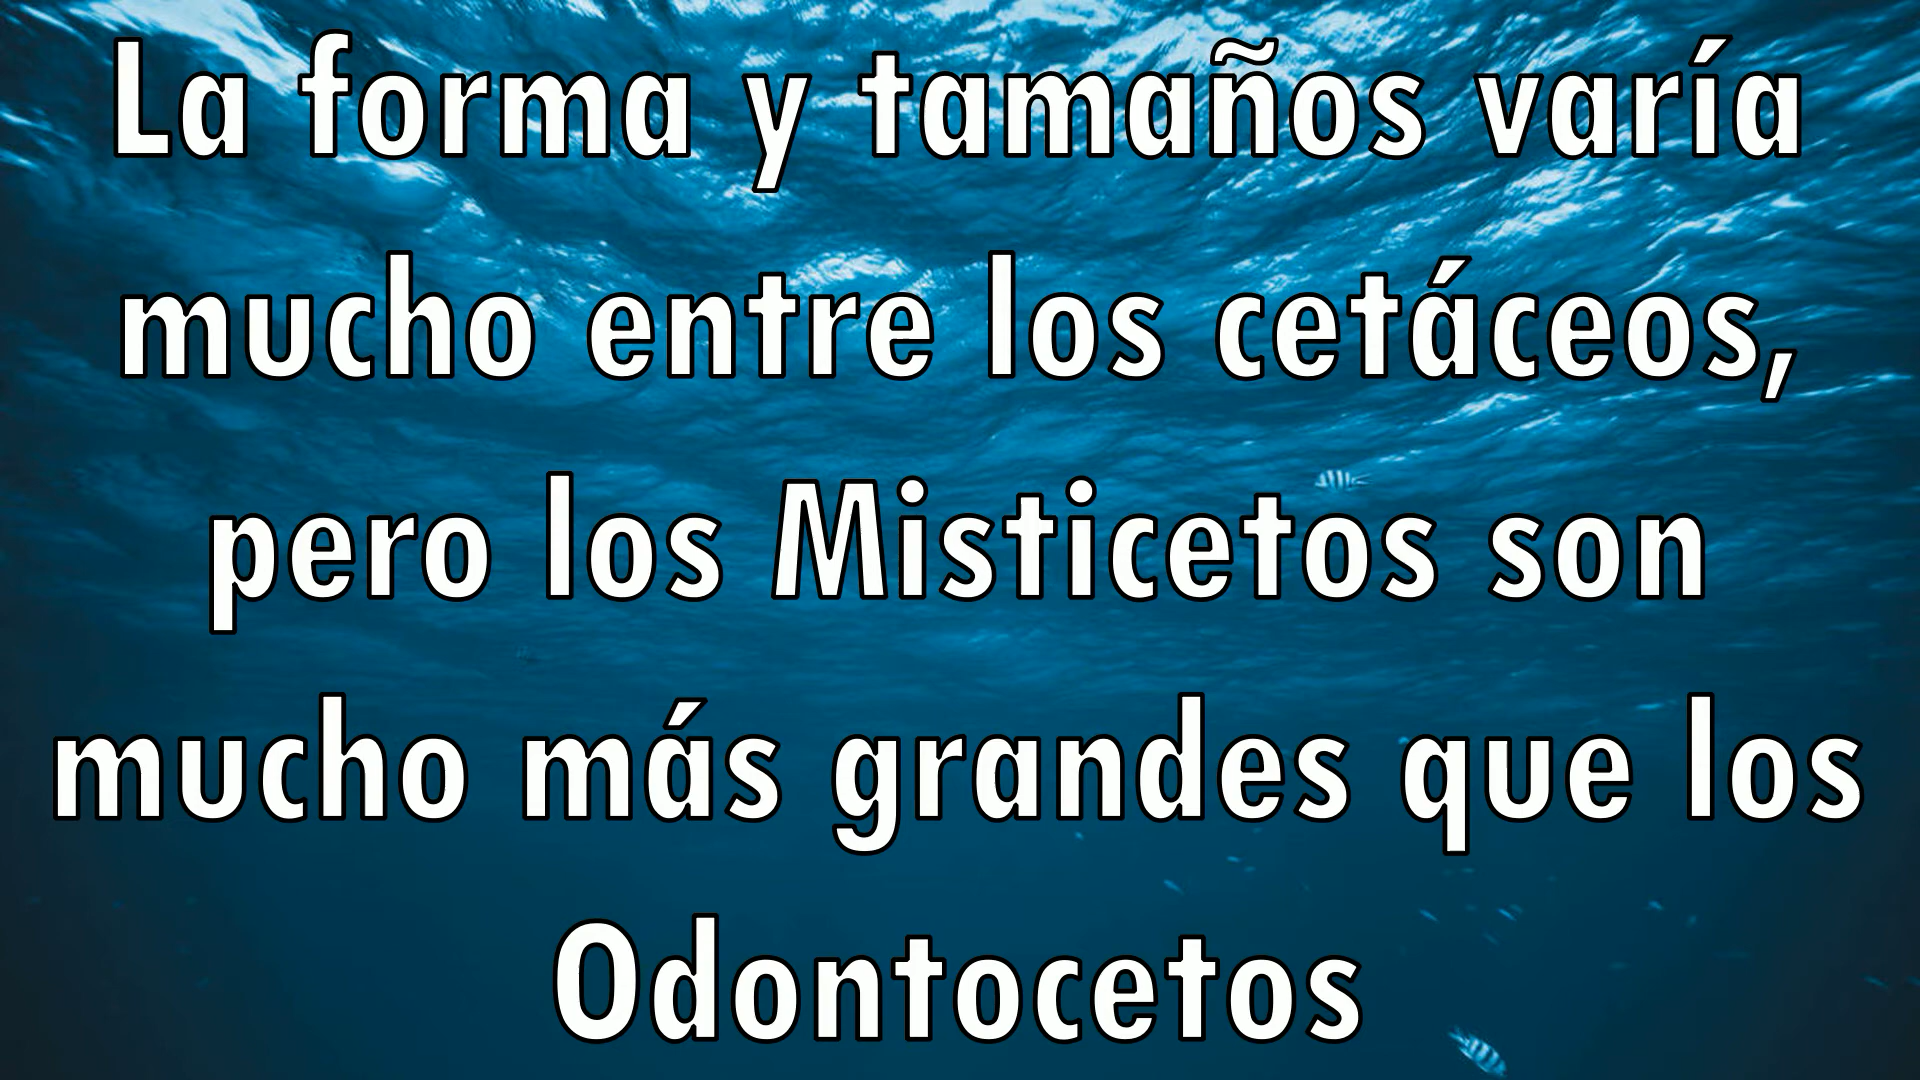 La forma y tamaños varía
mucho entre los cetáceos,
pero los Misticetos son
mucho más grandes que los
Odontocetos